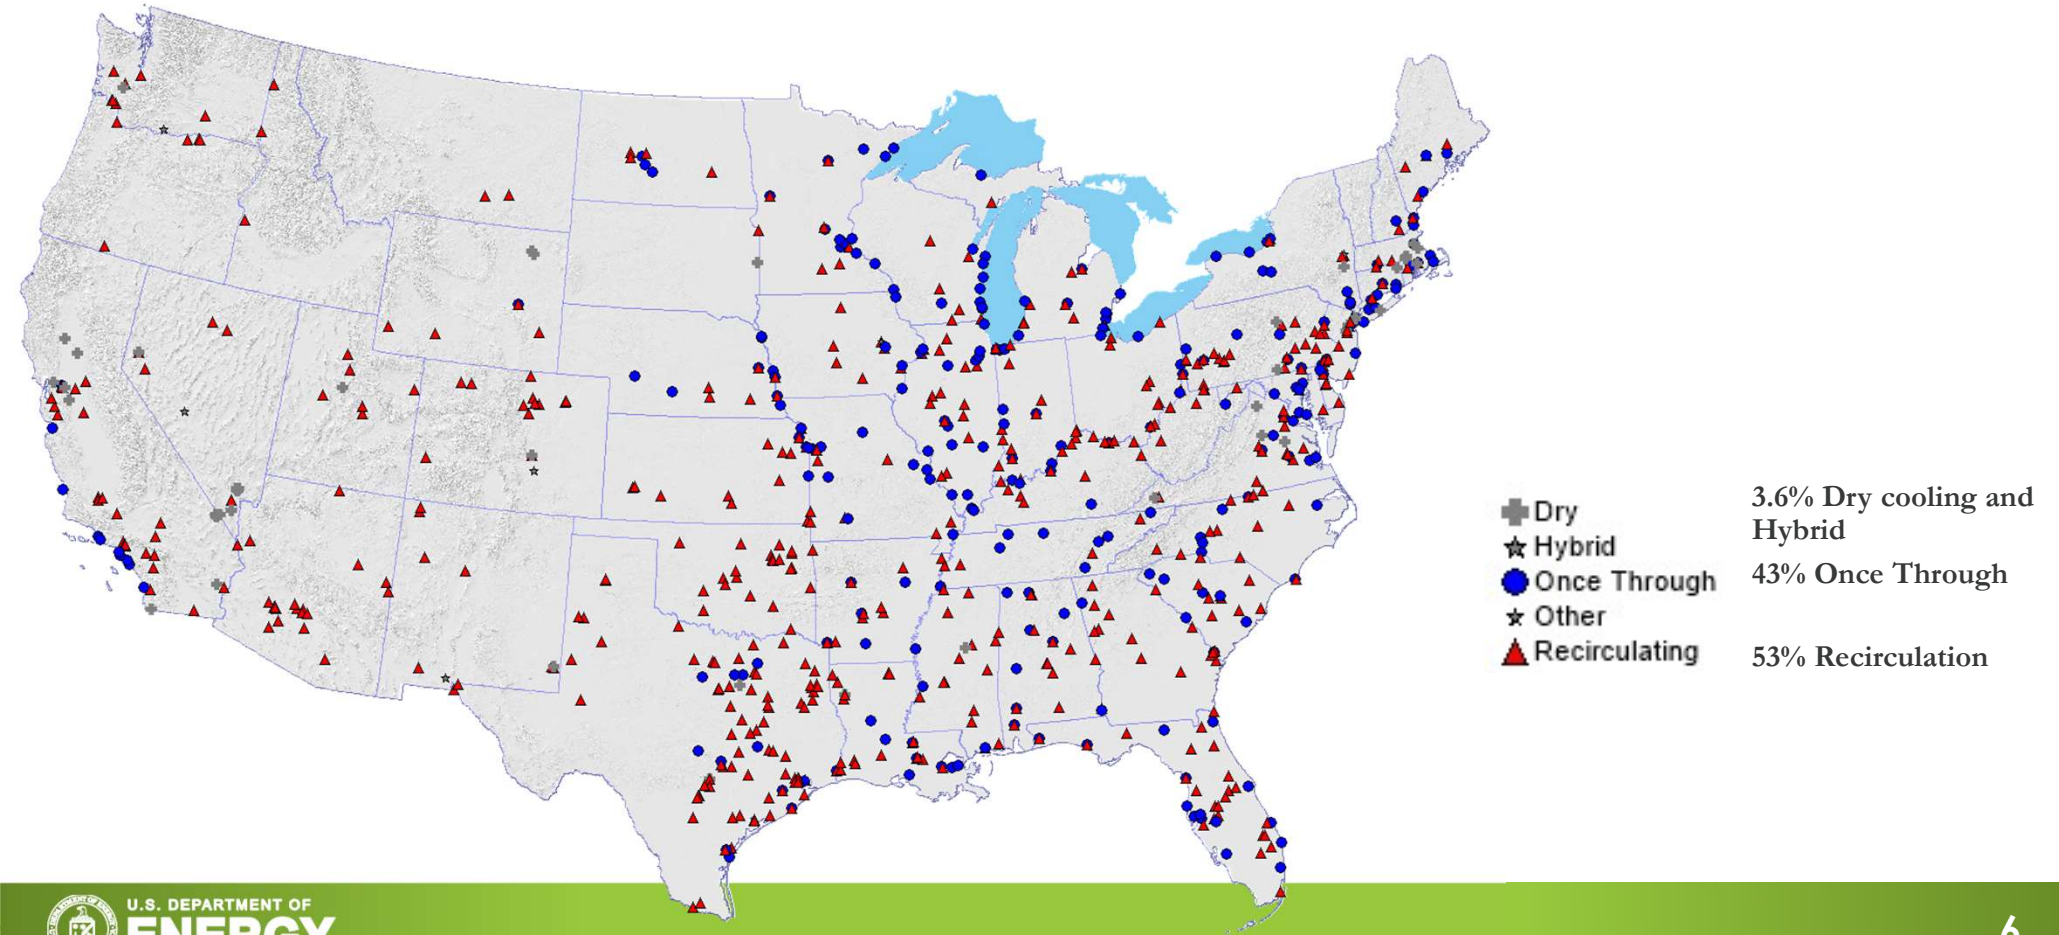 Dry
Hybrid
Once Through
Other
Recirculating
3.6% Dry cooling and
Hybrid
43% Once Through
53% Recirculation
U.S. DEPARTMENT OF
ENERGY
6